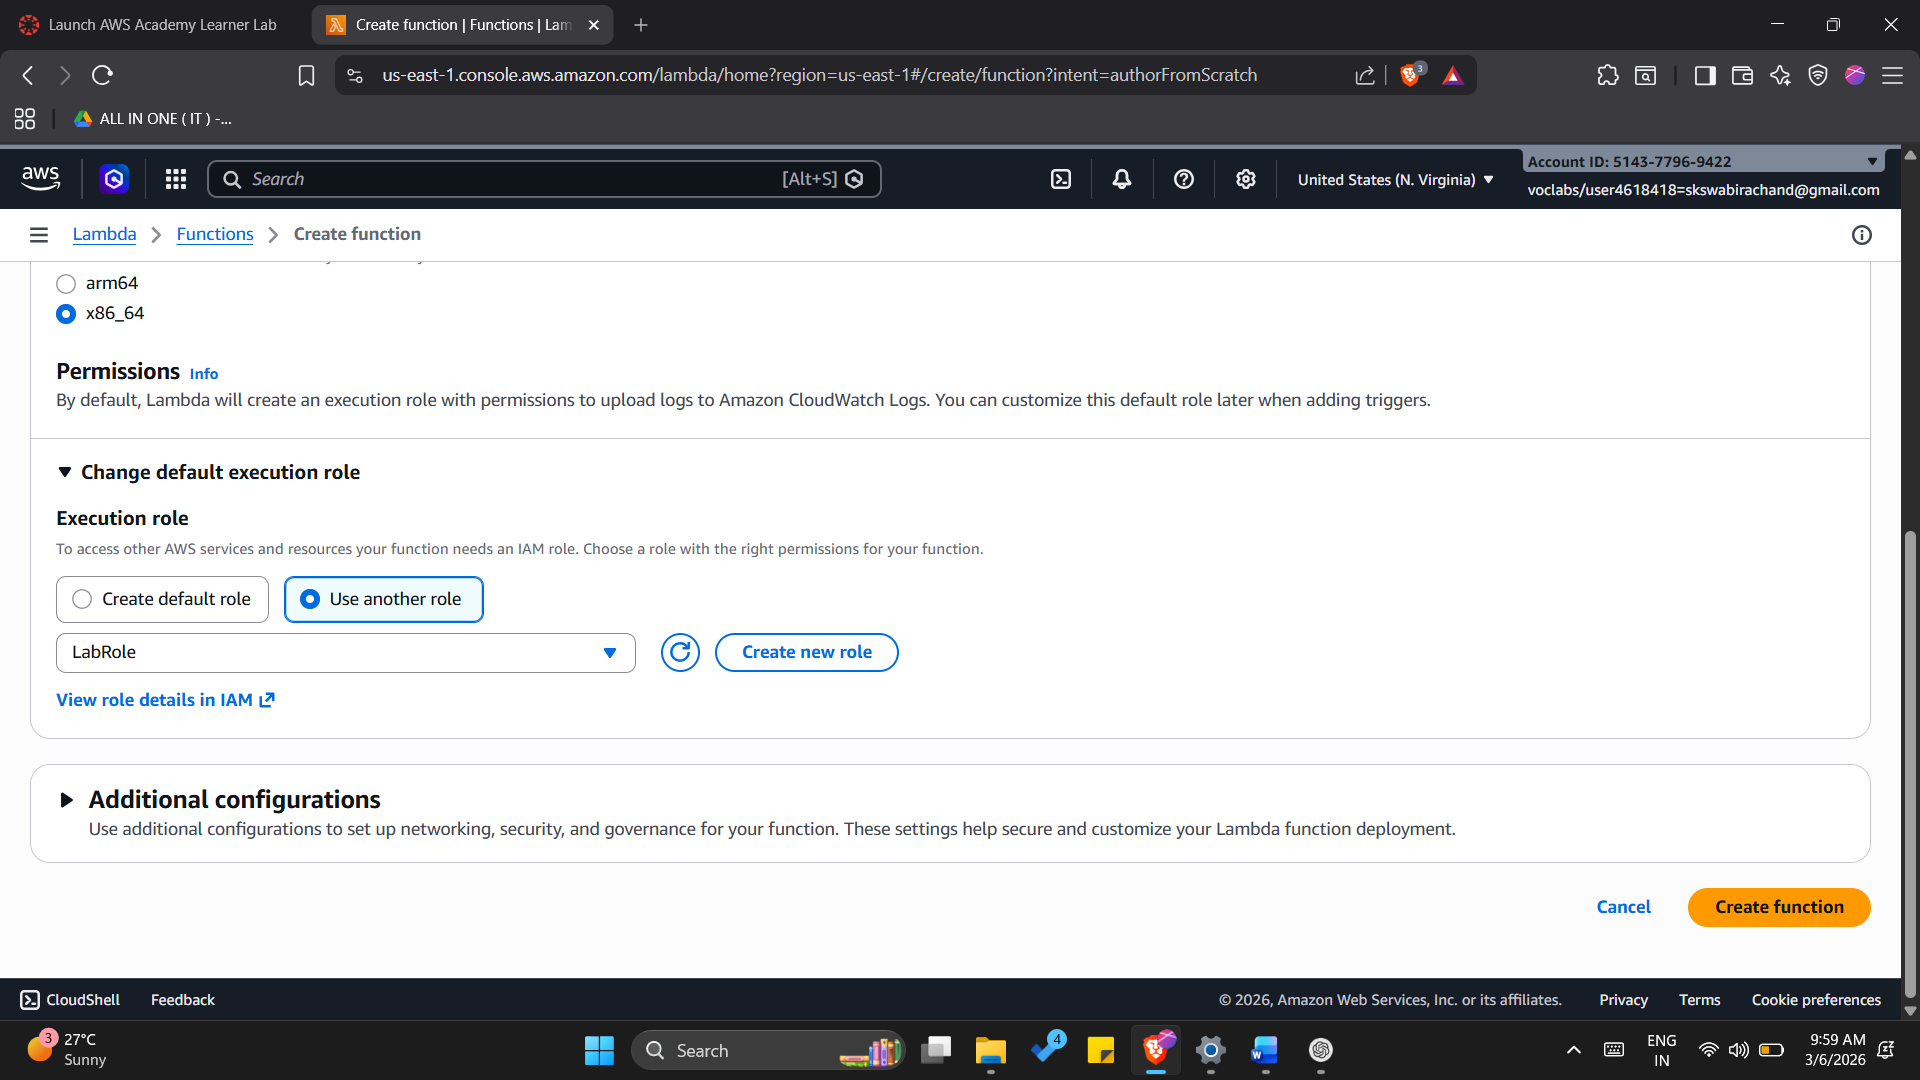 Launch AWS Academy Learner Lab
Create function | Functions | Lam
us-east-1.console.aws.amazon.com/lambda/home?region=us-east-1#/create/function?intent=authorFromScratch
3
ALL IN ONE ( IT ) -...
aws
Search
[Alt+S]
United States (N. Virginia)
Account ID: 5143-7796-9422
voclabs/user4618418=skswabirachand@gmail.com
Lambda
Functions
Create function
arm64
x86_64
Permissions Info
By default, Lambda will create an execution role with permissions to upload logs to Amazon CloudWatch Logs. You can customize this default role later when adding triggers.
Change default execution role
Execution role
To access other AWS services and resources your function needs an IAM role. Choose a role with the right permissions for your function.
Create default role
Use another role
LabRole
Create new role
View role details in IAM
Additional configurations
Use additional configurations to set up networking, security, and governance for your function. These settings help secure and customize your Lambda function deployment.
Cancel
Create function
CloudShell
Feedback
© 2026, Amazon Web Services, Inc. or its affiliates.
Privacy
Terms
Cookie preferences
3
27°C
Sunny
Search
4
W
ENG
IN
9:59 AM
3/6/2026